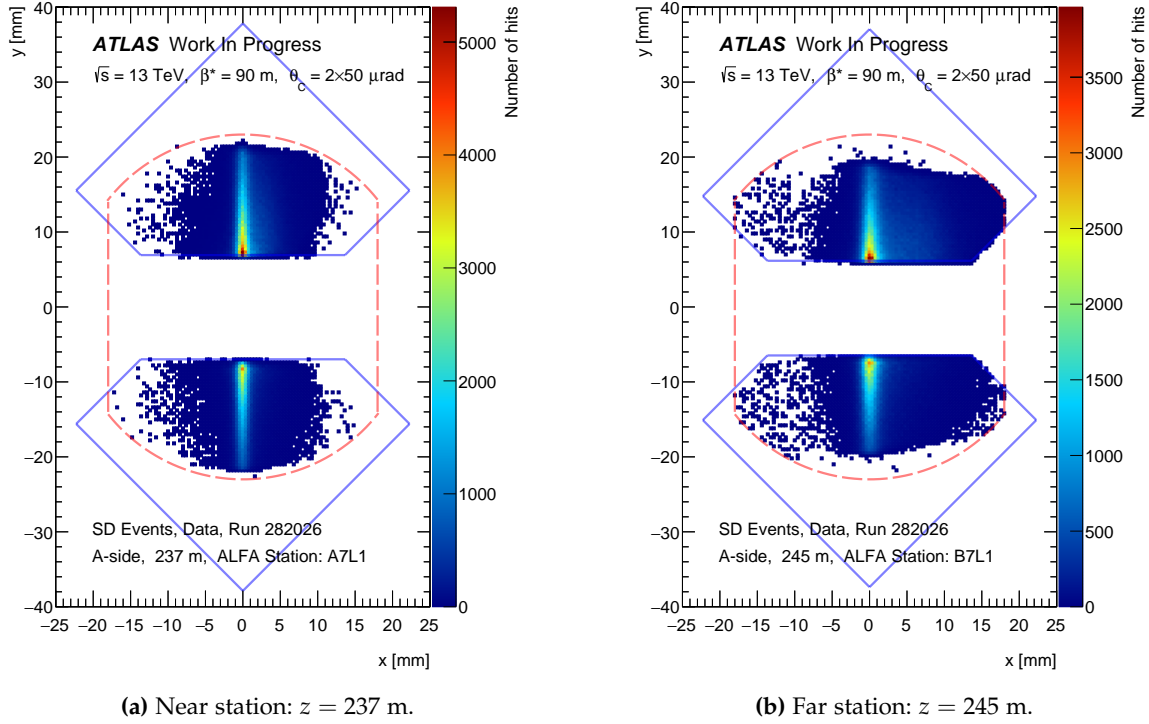 y [mm]
40
30
20
10
0
−10
−20
−30
−40
ATLAS Work In Progress
√s = 13 TeV, β* = 90 m, θC = 2×50 μrad
SD Events, Data, Run 282026
A-side, 237 m, ALFA Station: A7L1
−25 −20 −15 −10 −5 0 5 10 15 20 25
x [mm]
Number of hits
5000
4000
3000
2000
1000
0
(a) Near station: z = 237 m.
y [mm]
40
30
20
10
0
−10
−20
−30
−40
ATLAS Work In Progress
√s = 13 TeV, β* = 90 m, θC = 2×50 μrad
SD Events, Data, Run 282026
A-side, 245 m, ALFA Station: B7L1
−25 −20 −15 −10 −5 0 5 10 15 20 25
x [mm]
Number of hits
3500
3000
2500
2000
1500
1000
500
0
(b) Far station: z = 245 m.